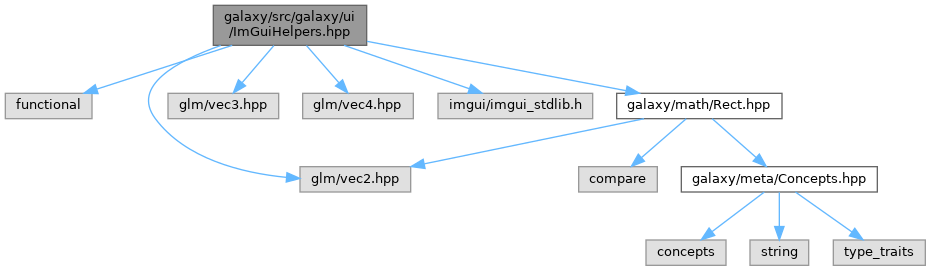 galaxy/src/galaxy/ui
/ImGuiHelpers.hpp
functional
glm/vec3.hpp
glm/vec4.hpp
imgui/imgui_stdlib.h
galaxy/math/Rect.hpp
glm/vec2.hpp
compare
galaxy/meta/Concepts.hpp
concepts
string
type_traits